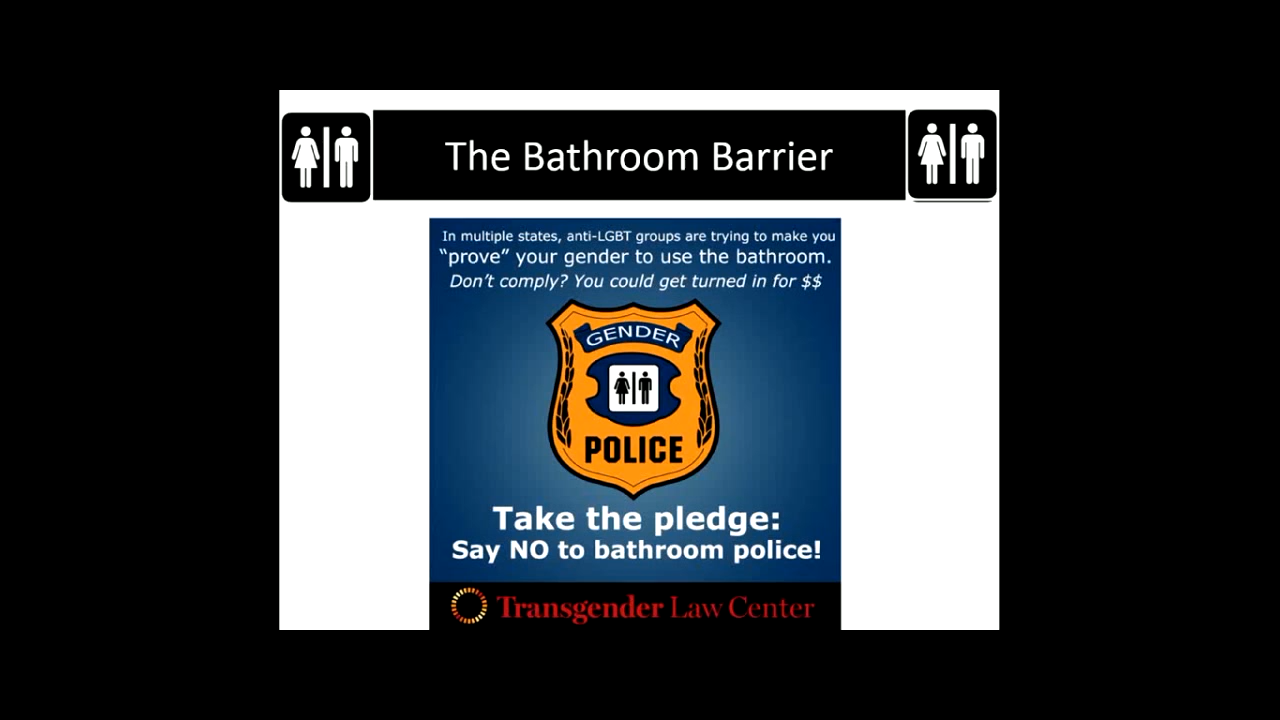 The Bathroom Barrier
In multiple states, anti-LGBT groups are trying to make you
“prove” your gender to use the bathroom.
Don’t comply? You could get turned in for $$
GENDER
POLICE
Take the pledge:
Say NO to bathroom police!
Transgender Law Center